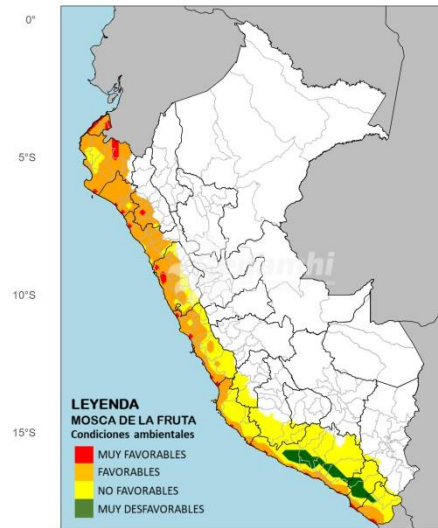 0°
5°S
10°S
15°S
LEYENDA
MOSCA DE LA FRUTA
Condiciones ambientales
MUY FAVORABLES
FAVORABLES
NO FAVORABLES
MUY DESFAVORABLES